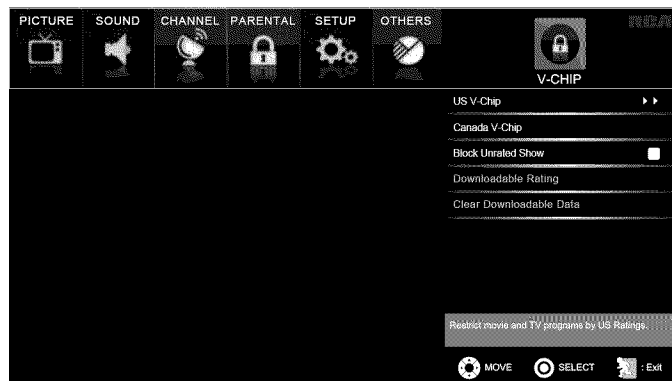 PICTURE SOUND CHANNEL PARENTAL SETUP OTHERS
RCA
V-CHIP
US V-Chip
Canada V-Chip
Block Unrated Show
Downloadable Rating
Clear Downloadable Data
Restrict movie and TV programs by US Ratings.
MOVE SELECT : Exit